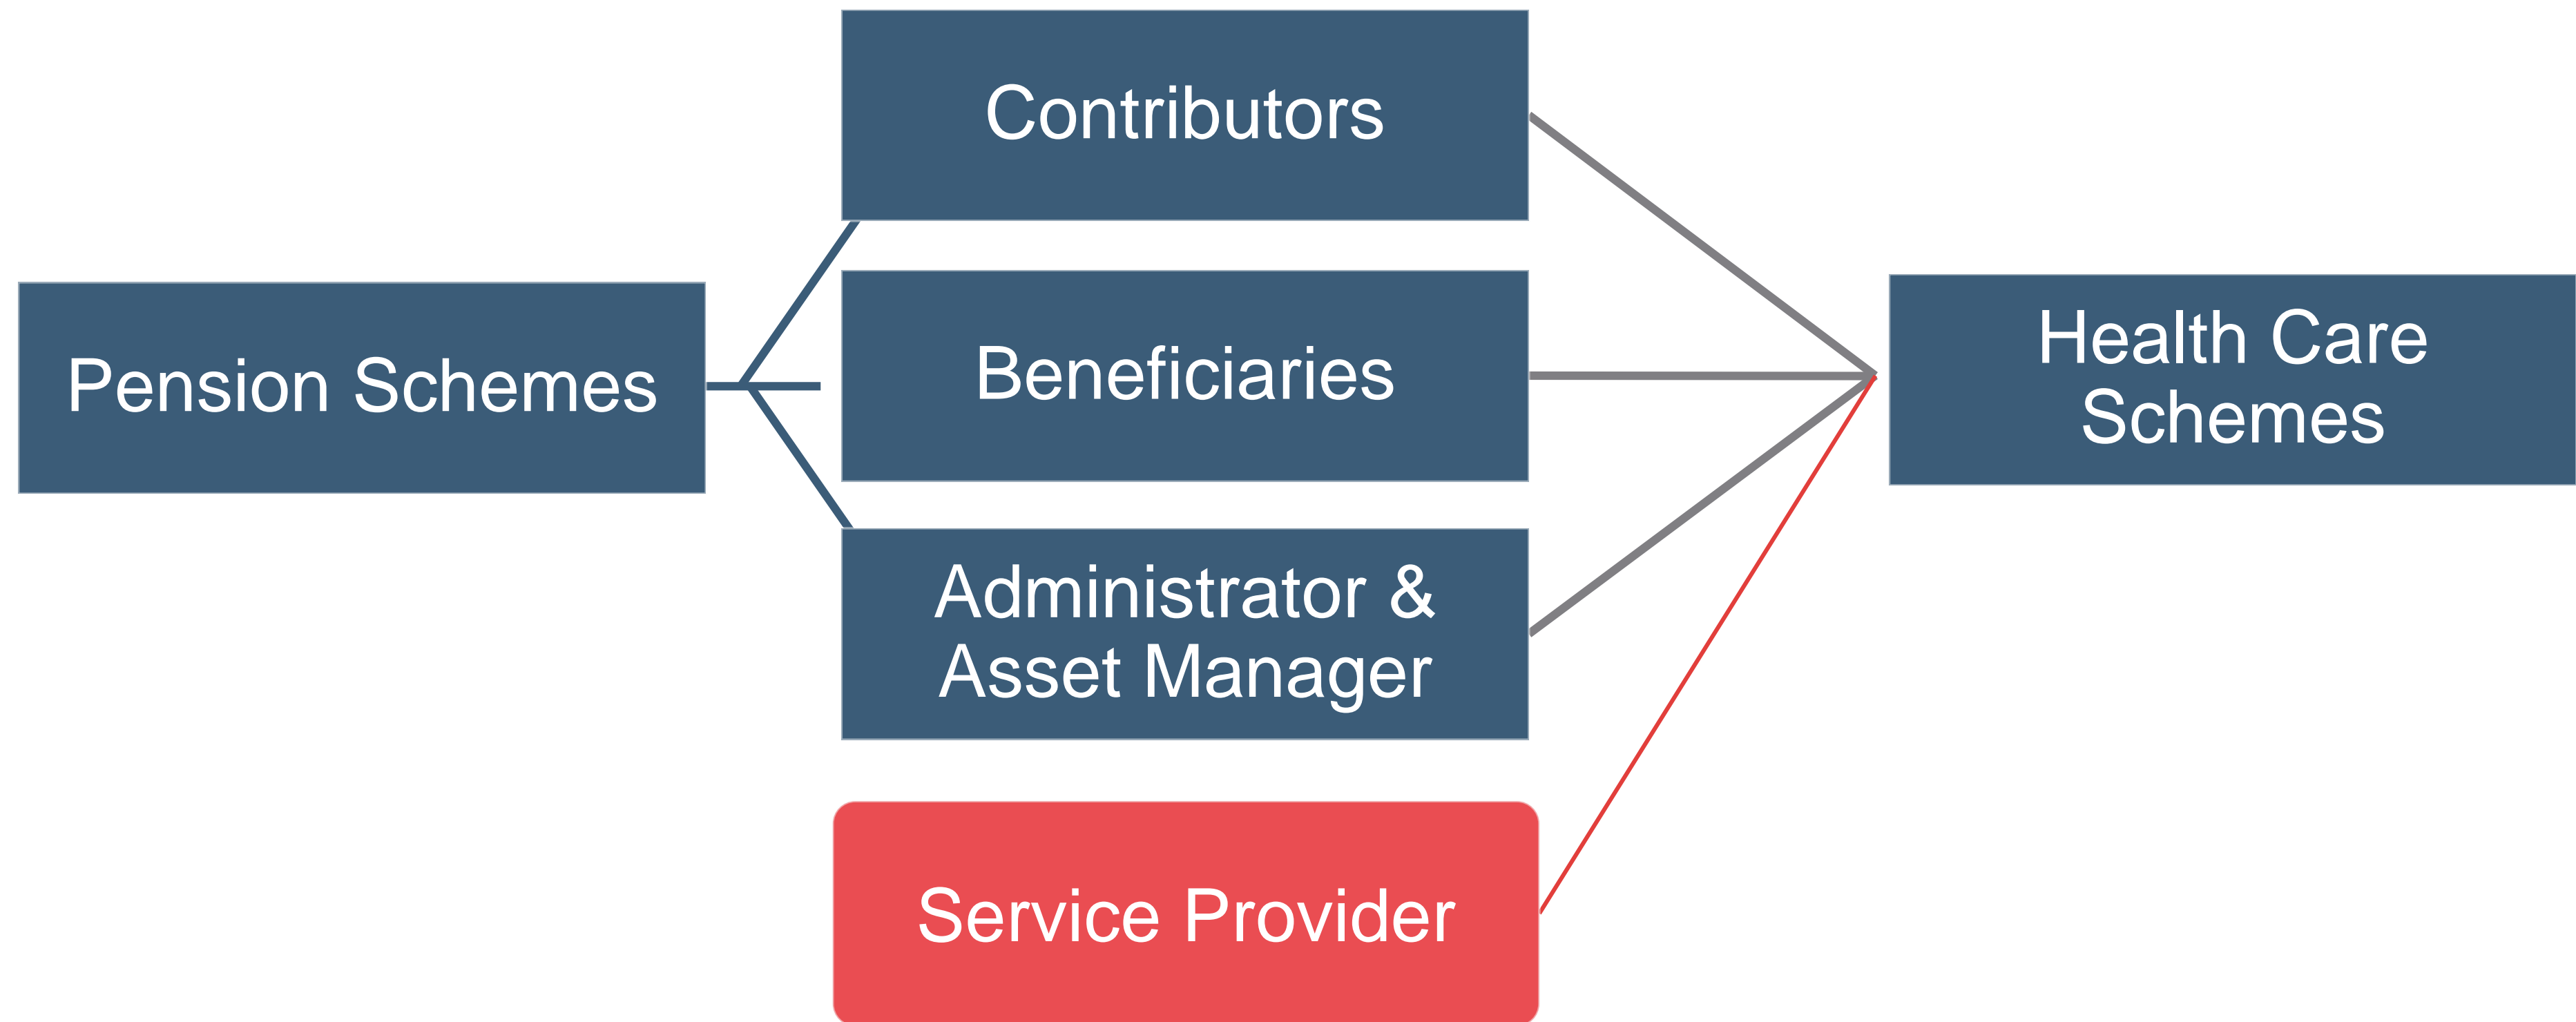 Contributors
Pension Schemes
Beneficiaries
Health Care
Schemes
Administrator &
Asset Manager
Service Provider